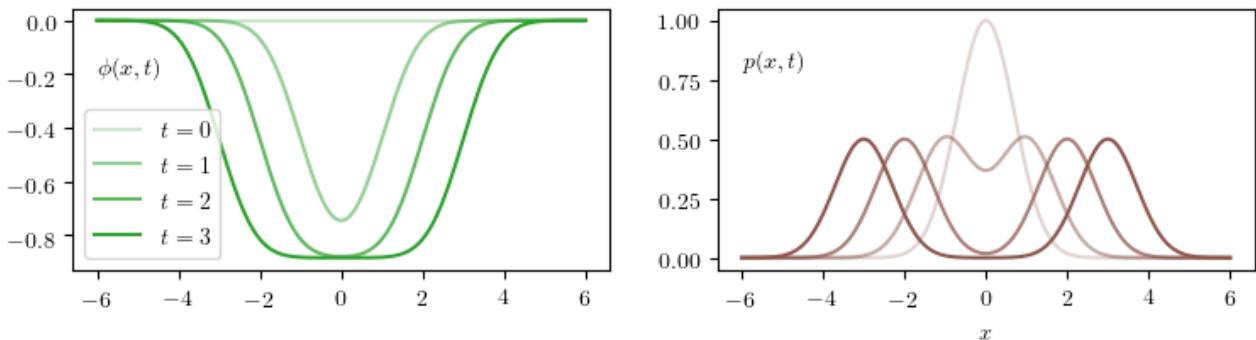 0.0
−0.2
−0.4
−0.6
−0.8
ϕ(x, t)
t = 0
t = 1
t = 2
t = 3
−6 −4 −2 0 2 4 6
1.00
0.75
0.50
0.25
0.00
p(x, t)
−6 −4 −2 0 2 4 6
x